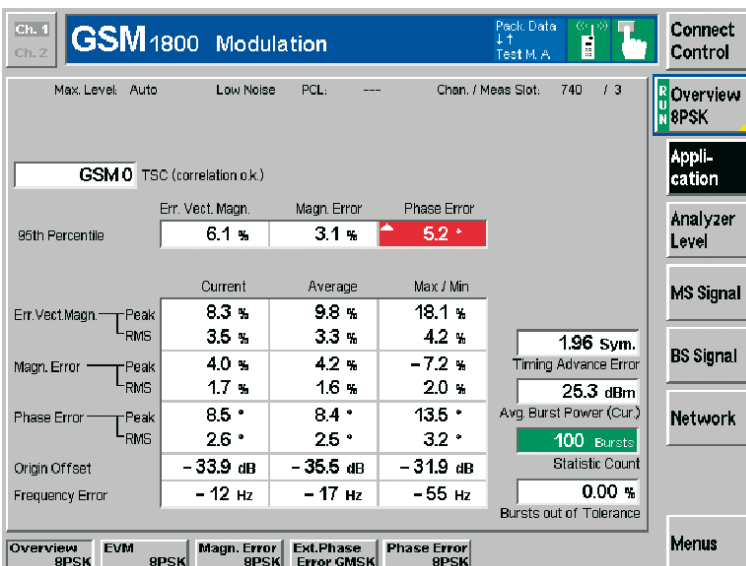 Ch. 1
Ch. 2
GSM 1800 Modulation
Pack. Data
↓↑
Test M. A.
Connect
Control
Max. Level: Auto Low Noise PCL: --- Chan. / Meas Slot: 740 / 3
RUN
Overview
8PSK
GSM 0 TSC (correlation o.k.)
Appli-
cation
Err. Vect. Magn. Magn. Error Phase Error
95th Percentile 6.1 % 3.1 % 5.2 °
Analyzer
Level
Current Average Max / Min
MS Signal
Err.Vect.Magn. Peak 8.3 % 9.8 % 18.1 %
RMS 3.5 % 3.3 % 4.2 %
Magn. Error Peak 4.0 % 4.2 % – 7.2 %
RMS 1.7 % 1.6 % 2.0 %
Phase Error Peak 8.5 ° 8.4 ° 13.5 °
RMS 2.6 ° 2.5 ° 3.2 °
Origin Offset – 33.9 dB – 35.5 dB – 31.9 dB
Frequency Error – 12 Hz – 17 Hz – 55 Hz
1.96 Sym.
Timing Advance Error
25.3 dBm
Avg. Burst Power (Cur.)
100 Bursts
Statistic Count
0.00 %
Bursts out of Tolerance
BS Signal
Network
Menus
Overview
8PSK
EVM
8PSK
Magn. Error
8PSK
Ext.Phase
Error GMSK
Phase Error
8PSK